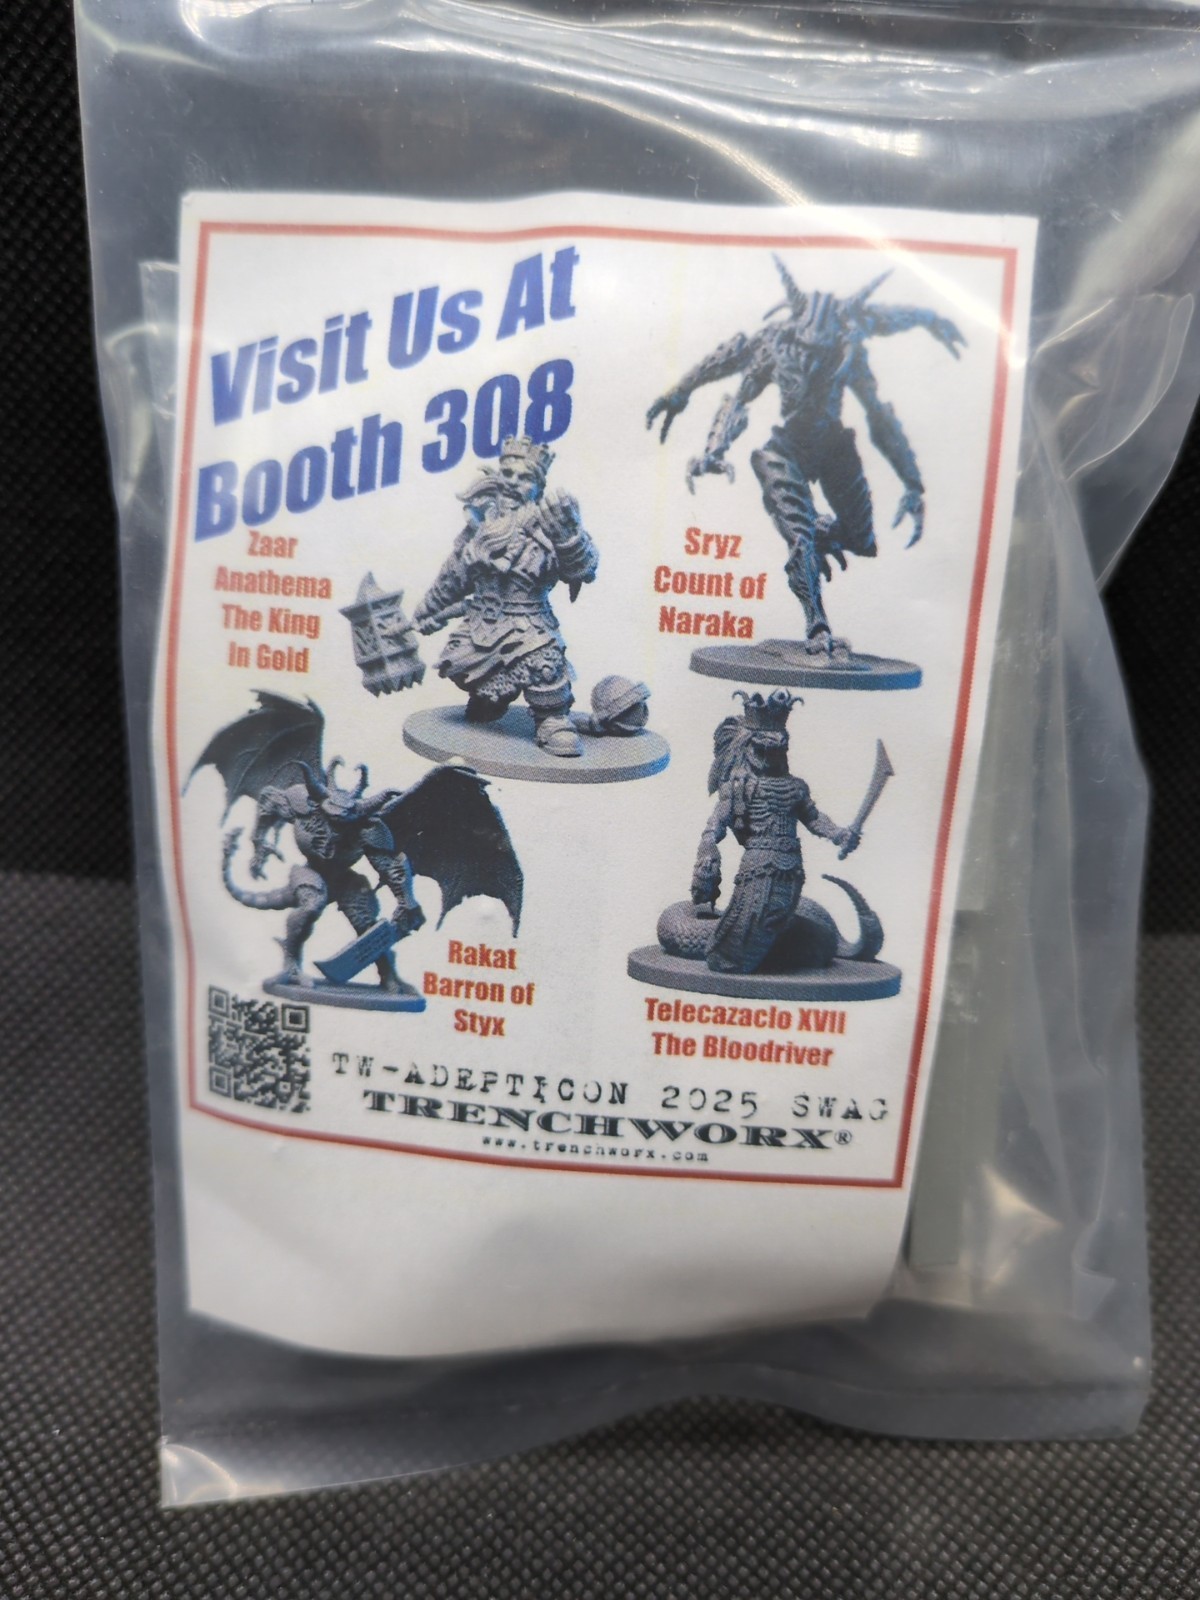 Visit Us At
Booth 308
Zaar
Anathema
The King
In Gold
Sryz
Count of
Naraka
Rakat
Barron of
Styx
Telecazaclo XVII
The Bloodriver
TW-ADEPTICON 2025 SWAG
TRENCHWORX®
www.trenchworx.com